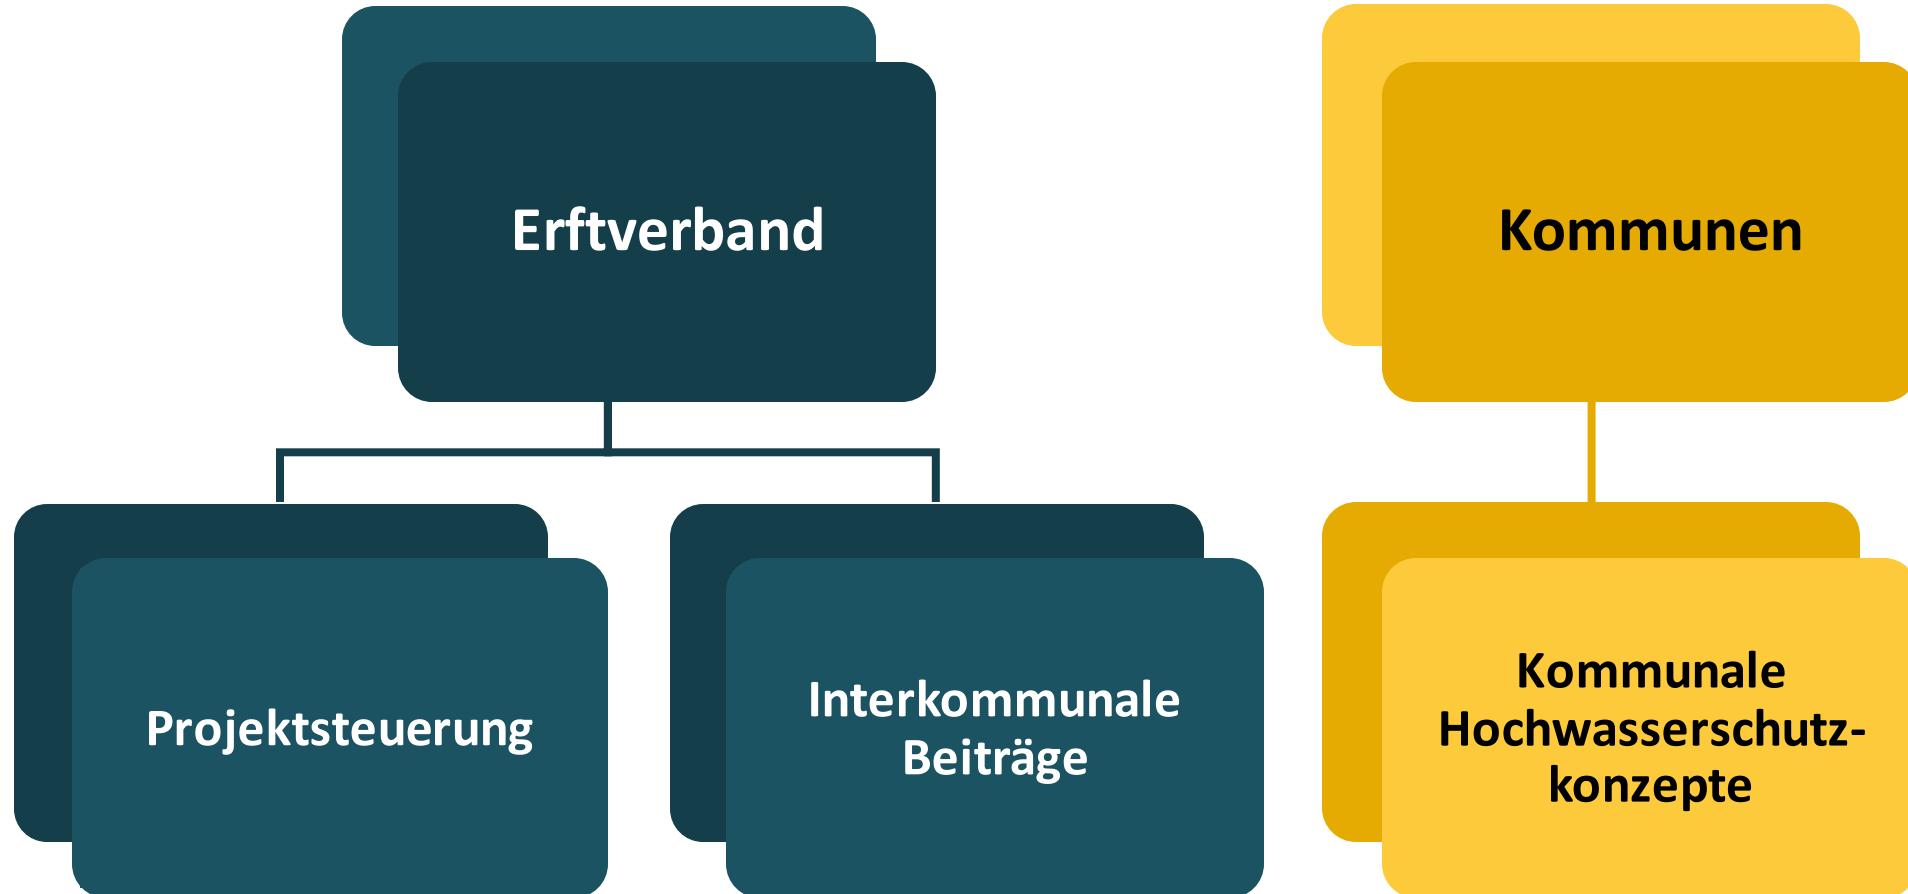 Erftverband
Kommunen
Projektsteuerung
Interkommunale
Beiträge
Kommunale
Hochwasserschutz-
konzepte